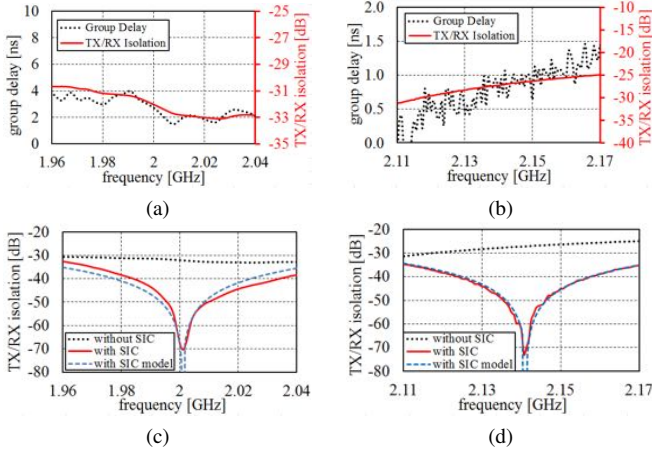 Group Delay
TX/RX Isolation
group delay [ns]
10
8
6
4
2
0
TX/RX isolation [dB]
-25
-27
-29
-31
-33
-35
1.96 1.98 2 2.02 2.04
frequency [GHz]
(a)
Group Delay
TX/RX Isolation
group delay [ns]
2.0
1.5
1.0
0.5
0.0
TX/RX isolation [dB]
-10
-15
-20
-25
-30
-35
-40
2.11 2.13 2.15 2.17
frequency [GHz]
(b)
TX/RX isolation [dB]
-20
-30
-40
-50
-60
-70
-80
without SIC
with SIC
with SIC model
1.96 1.98 2 2.02 2.04
frequency [GHz]
(c)
TX/RX isolation [dB]
-20
-30
-40
-50
-60
-70
-80
without SIC
with SIC
with SIC model
2.11 2.13 2.15 2.17
frequency [GHz]
(d)